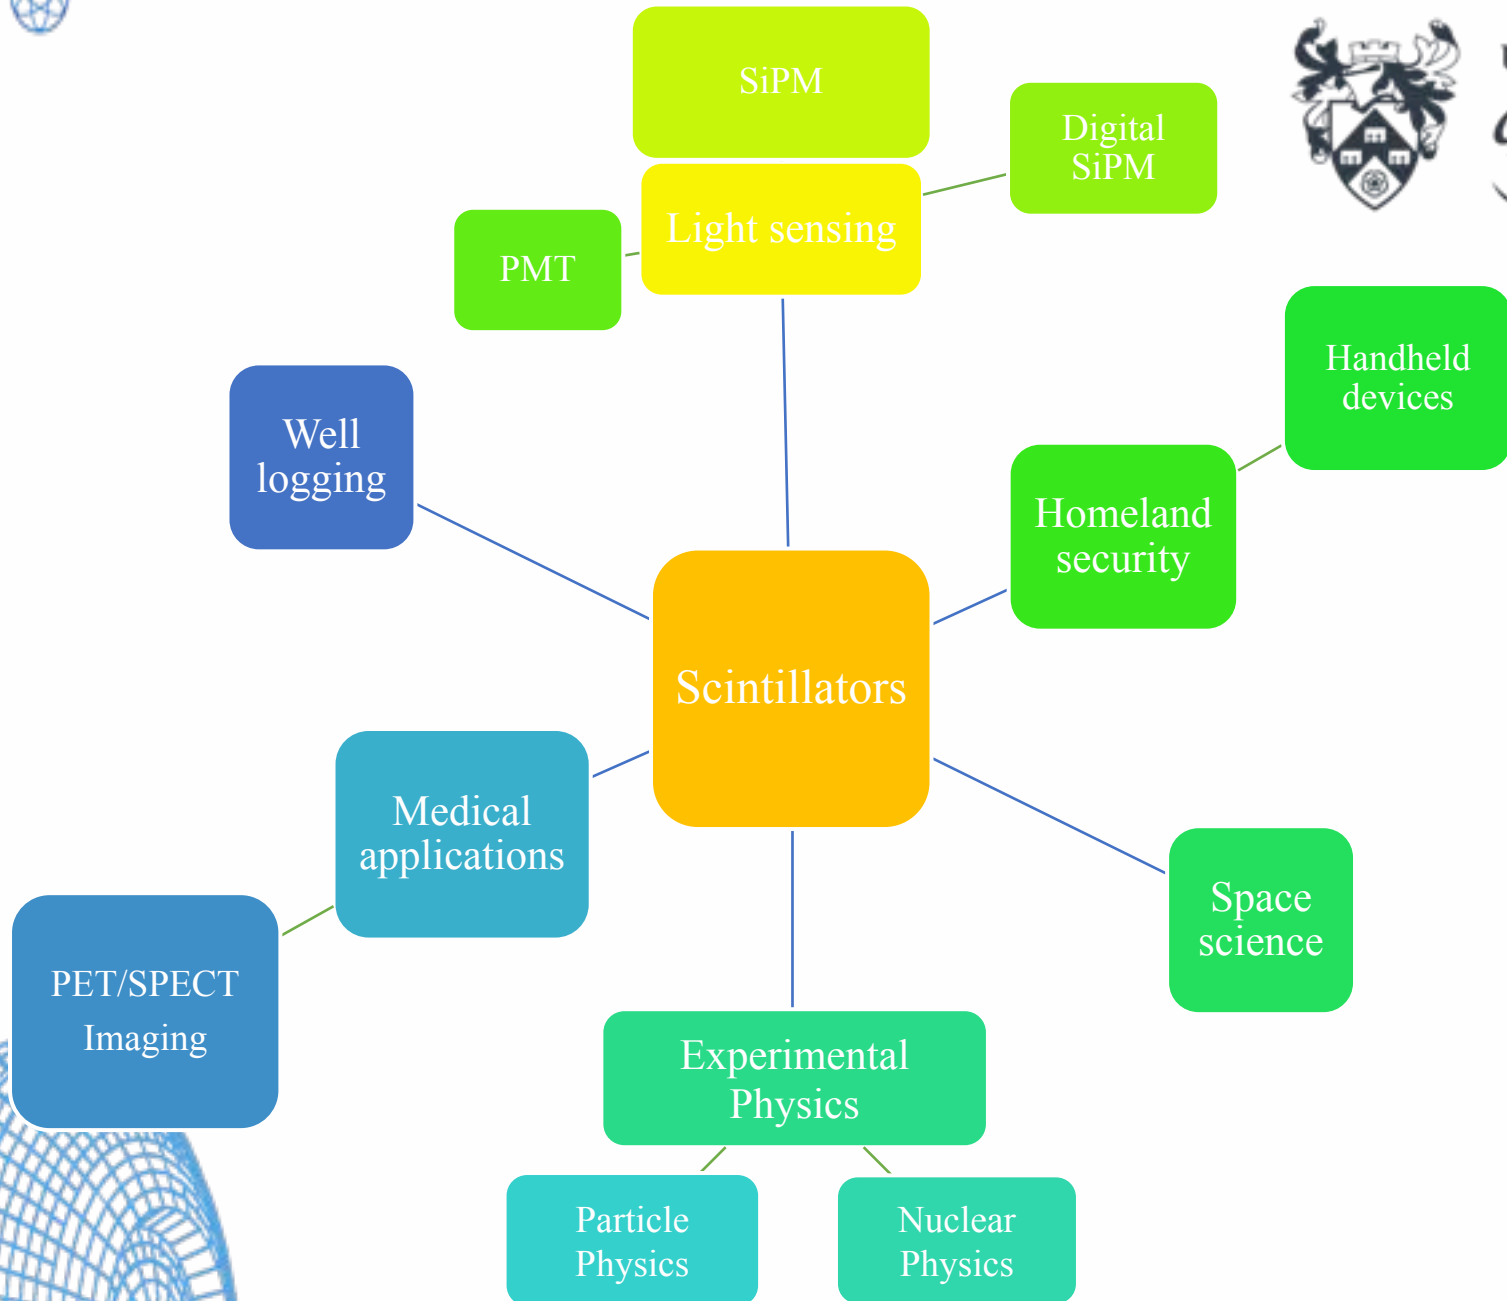 SiPM
Digital
SiPM
Light sensing
PMT
Handheld
devices
Well
logging
Homeland
security
Scintillators
Medical
applications
Space
science
PET/SPECT
Imaging
Experimental
Physics
Particle
Physics
Nuclear
Physics